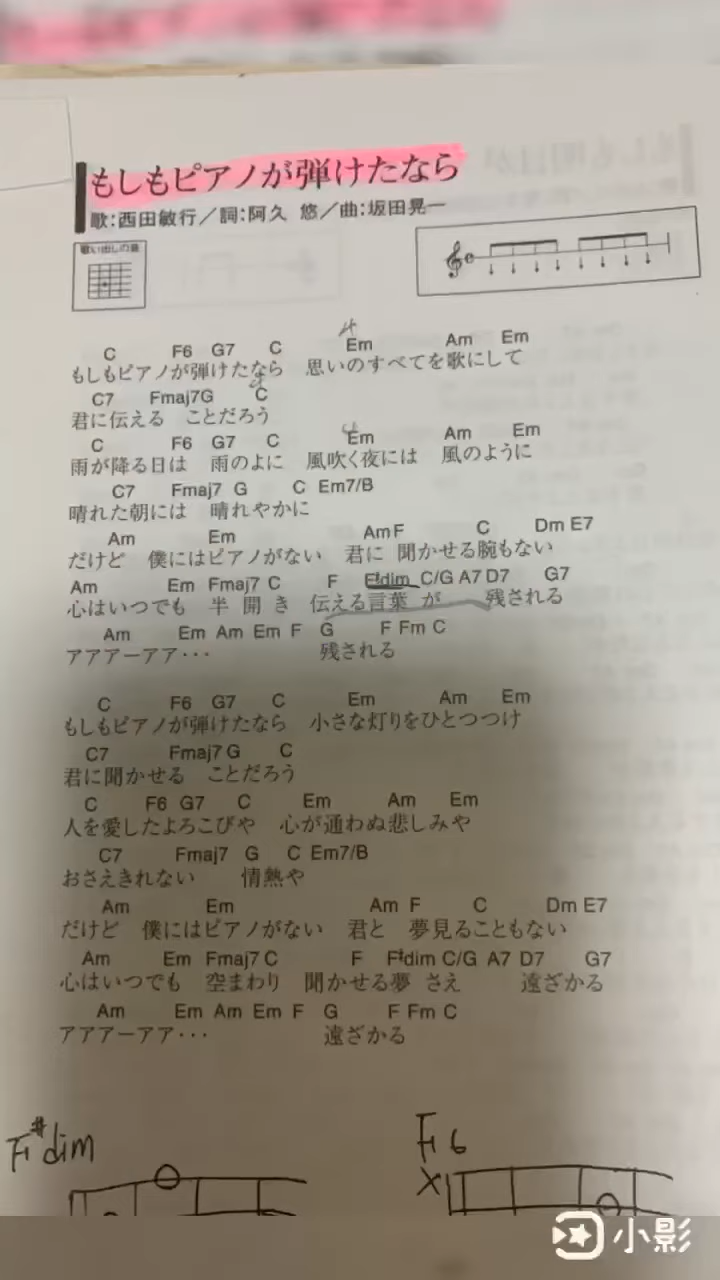 もしもピアノが弾けたなら
歌:西田敏行/詞:阿久 悠/曲:坂田晃一
歌い出しの音
C F6 G7 C Em Am Em
もしもピアノが弾けたなら 思いのすべてを歌にして
C7 Fmaj7 G C
君に伝える ことだろう
C F6 G7 C Em Am Em
雨が降る日は 雨のよに 風吹く夜には 風のように
C7 Fmaj7 G C Em7/B
晴れた朝には 晴れやかに
Am Em Am F C Dm E7
だけど 僕にはピアノがない 君に 聞かせる腕もない
Am Em Fmaj7 C F F#dim C/G A7 D7 G7
心はいつでも 半 開 き 伝える言葉 が 残される
Am Em Am Em F G F Fm C
アアアーアア・・・ 残される
C F6 G7 C Em Am Em
もしもピアノが弾けたなら 小さな灯りをひとつつけ
C7 Fmaj7 G C
君に聞かせる ことだろう
C F6 G7 C Em Am Em
人を愛したよろこびや 心が通わぬ悲しみや
C7 Fmaj7 G C Em7/B
おさえきれない 情熱や
Am Em Am F C Dm E7
だけど 僕にはピアノがない 君と 夢見ることもない
Am Em Fmaj7 C F F#dim C/G A7 D7 G7
心はいつでも 空まわり 聞かせる夢 さえ 遠ざかる
Am Em Am Em F G F Fm C
アアアーアア・・・ 遠ざかる
F#dim F6
X
小影